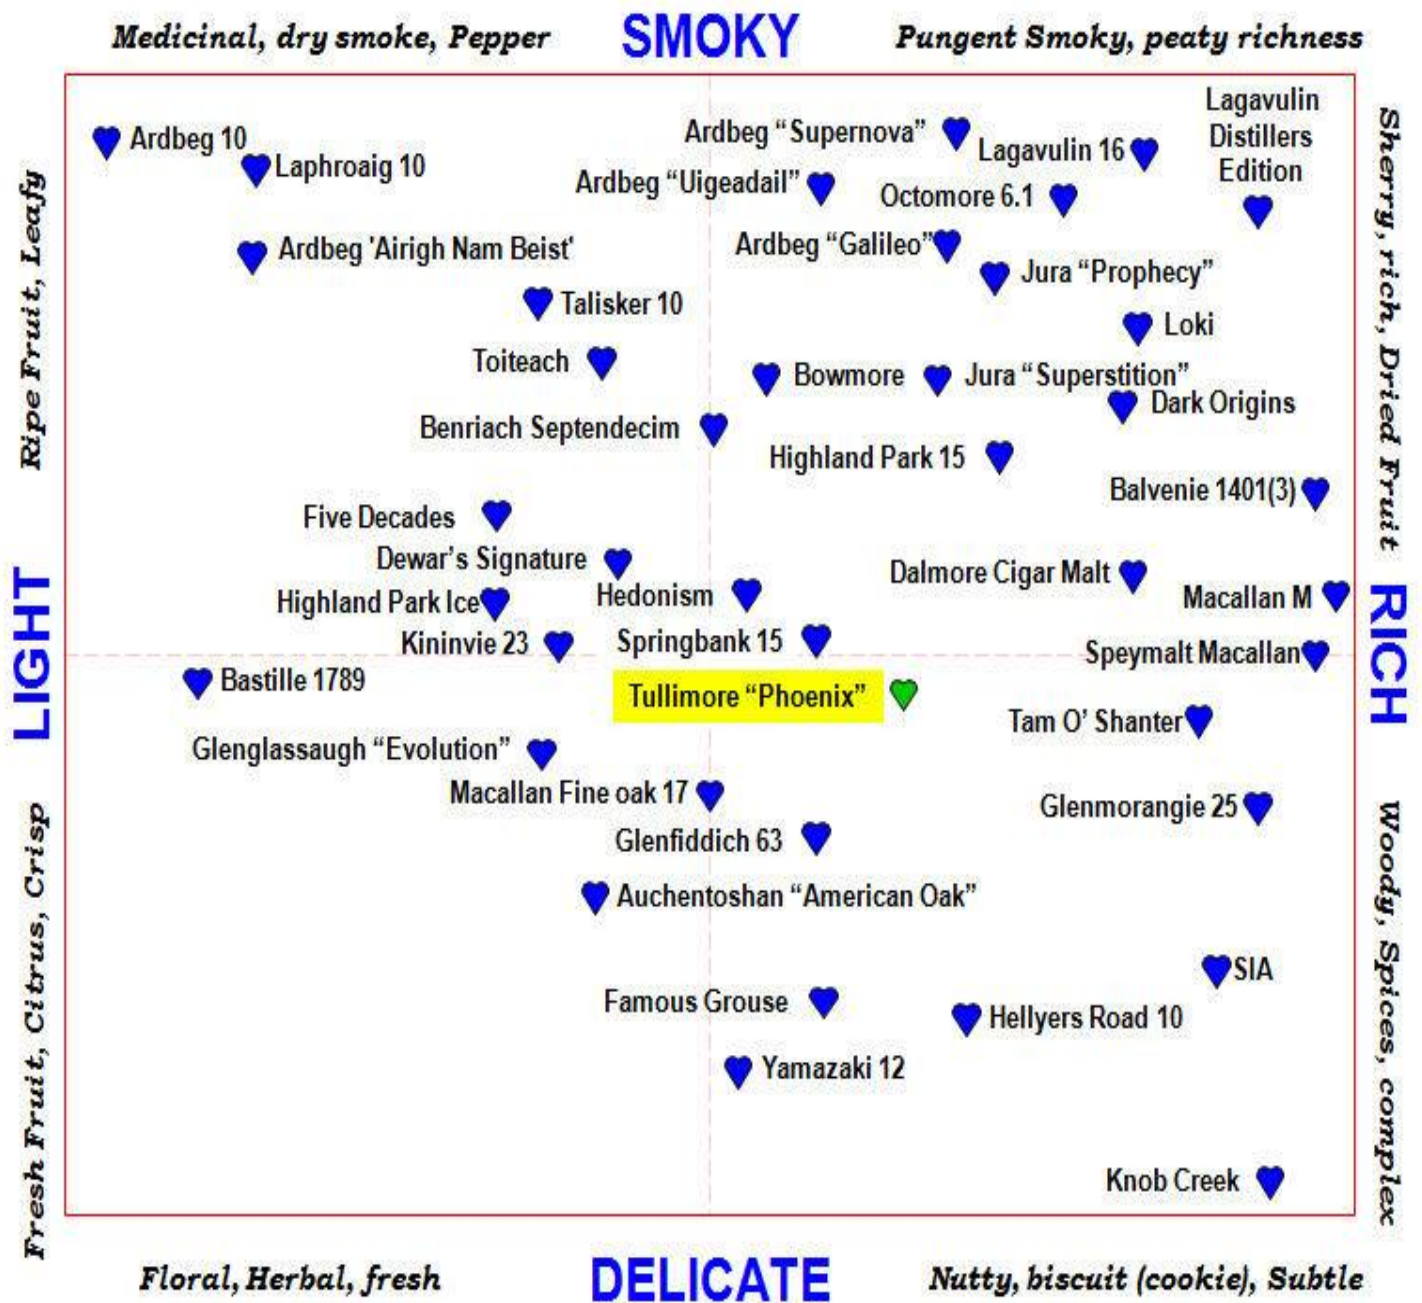 Medicinal, dry smoke, Pepper
SMOKY
Pungent Smoky, peaty richness
Lagavulin
Distillers
Edition
Ardbeg 10
Laphroaig 10
Ardbeg “Supernova”
Lagavulin 16
Ardbeg “Uigeadail”
Octomore 6.1
Ardbeg 'Airigh Nam Beist'
Ardbeg “Galileo”
Jura “Prophecy”
Talisker 10
Loki
Toiteach
Bowmore
Jura “Superstition”
Dark Origins
Benriach Septendecim
Highland Park 15
Balvenie 1401(3)
Five Decades
Dewar’s Signature
Dalmore Cigar Malt
Highland Park Ice
Hedonism
Macallan M
Kininvie 23
Springbank 15
Speymalt Macallan
Bastille 1789
Tullimore “Phoenix”
Tam O’ Shanter
Glenglassaugh “Evolution”
Macallan Fine oak 17
Glenmorangie 25
Glenfiddich 63
Auchentoshan “American Oak”
SIA
Famous Grouse
Hellyers Road 10
Yamazaki 12
Knob Creek
Ripe Fruit, Leafy
LIGHT
Fresh Fruit, Citrus, Crisp
Sherry, rich, Dried Fruit
RICH
Woody, Spices, complex
Floral, Herbal, fresh
DELICATE
Nutty, biscuit (cookie), Subtle